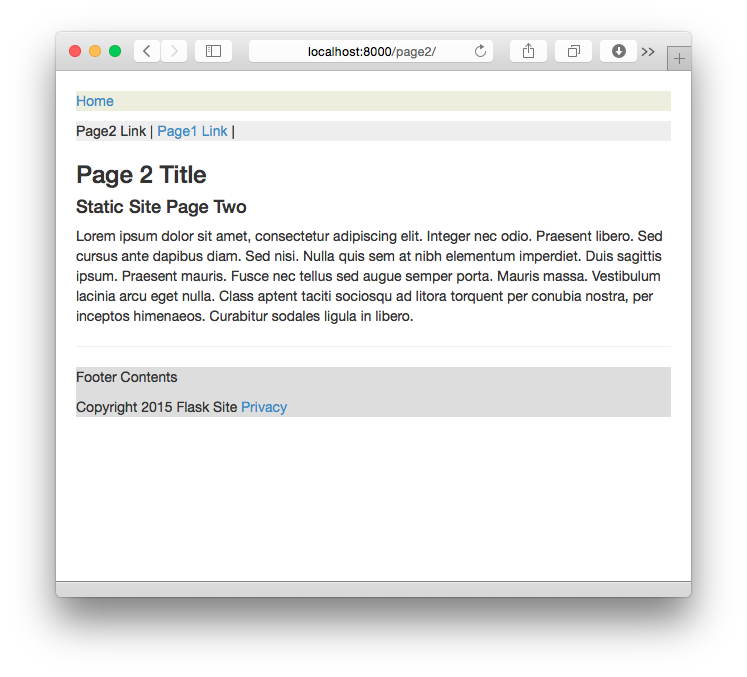 localhost:8000/page2/
Home
Page2 Link | Page1 Link |
Page 2 Title
Static Site Page Two
Lorem ipsum dolor sit amet, consectetur adipiscing elit. Integer nec odio. Praesent libero. Sed
cursus ante dapibus diam. Sed nisi. Nulla quis sem at nibh elementum imperdiet. Duis sagittis
ipsum. Praesent mauris. Fusce nec tellus sed augue semper porta. Mauris massa. Vestibulum
lacinia arcu eget nulla. Class aptent taciti sociosqu ad litora torquent per conubia nostra, per
inceptos himenaeos. Curabitur sodales ligula in libero.
Footer Contents
Copyright 2015 Flask Site Privacy